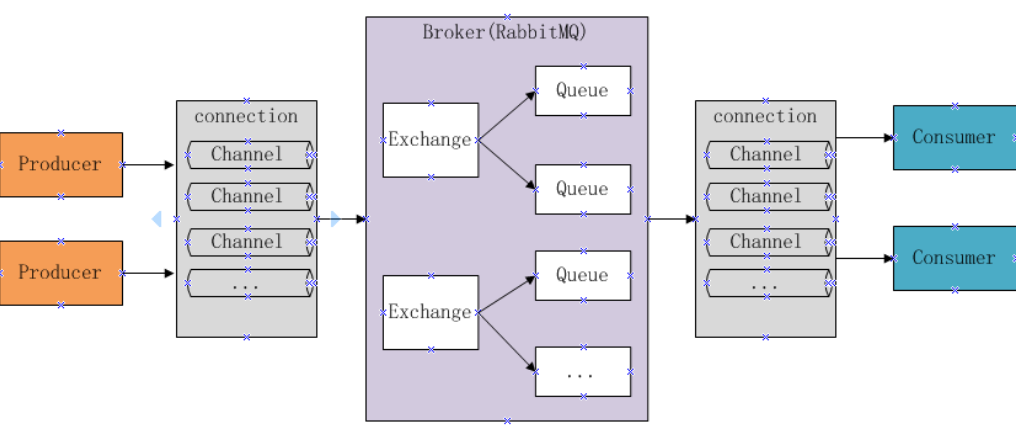 Producer
Producer
connection
Channel
Channel
Channel
...
Broker(RabbitMQ)
Exchange
Queue
Queue
Exchange
Queue
...
connection
Channel
Channel
Channel
...
Consumer
Consumer